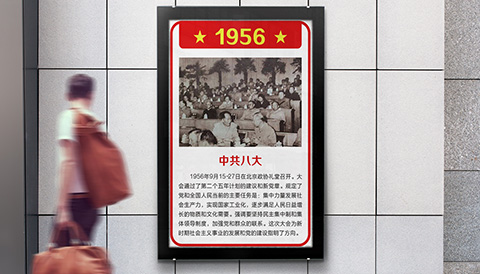 ★ 1956 ★
中共八大
1956年9月15-27日在北京政协礼堂召开。大
会通过了第二个五年计划的建议和新党章。规定了
党和全国人民当前的主要任务是：集中力量发展社
会生产力，实现国家工业化，逐步满足人民日益增
长的物质和文化需要。强调要坚持民主集中制和集
体领导制度，加强党和群众的联系。这次大会为新
时期社会主义事业的发展和党的建设指明了方向。